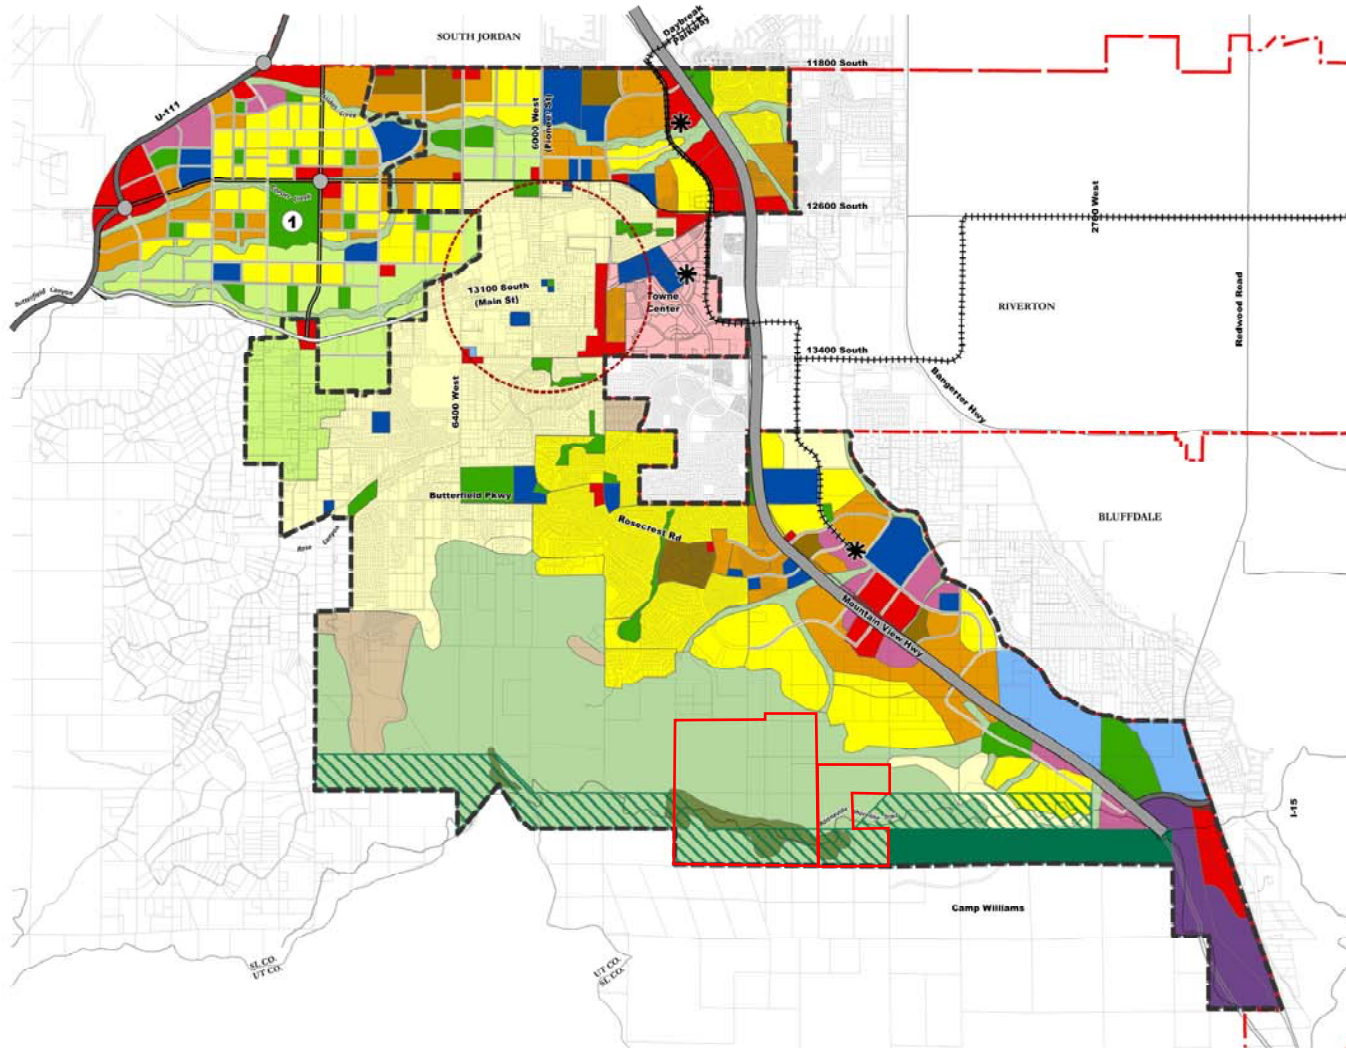 SOUTH JORDAN
Daybreak
Parkway
11800 South
U-111
6000 West
(Pioneer St)
2700 West
12600 South
1
Butterfield Canyon
13100 South
(Main St)
Towne
Center
RIVERTON
Redwood Road
13400 South
Bangerter Hwy
6400 West
Butterfield Pkwy
Rosecrest Rd
BLUFFDALE
Rose Canyon
Mountain View Hwy
I-15
Camp Williams
SL CO.
UT CO.
UT CO.
SL CO.